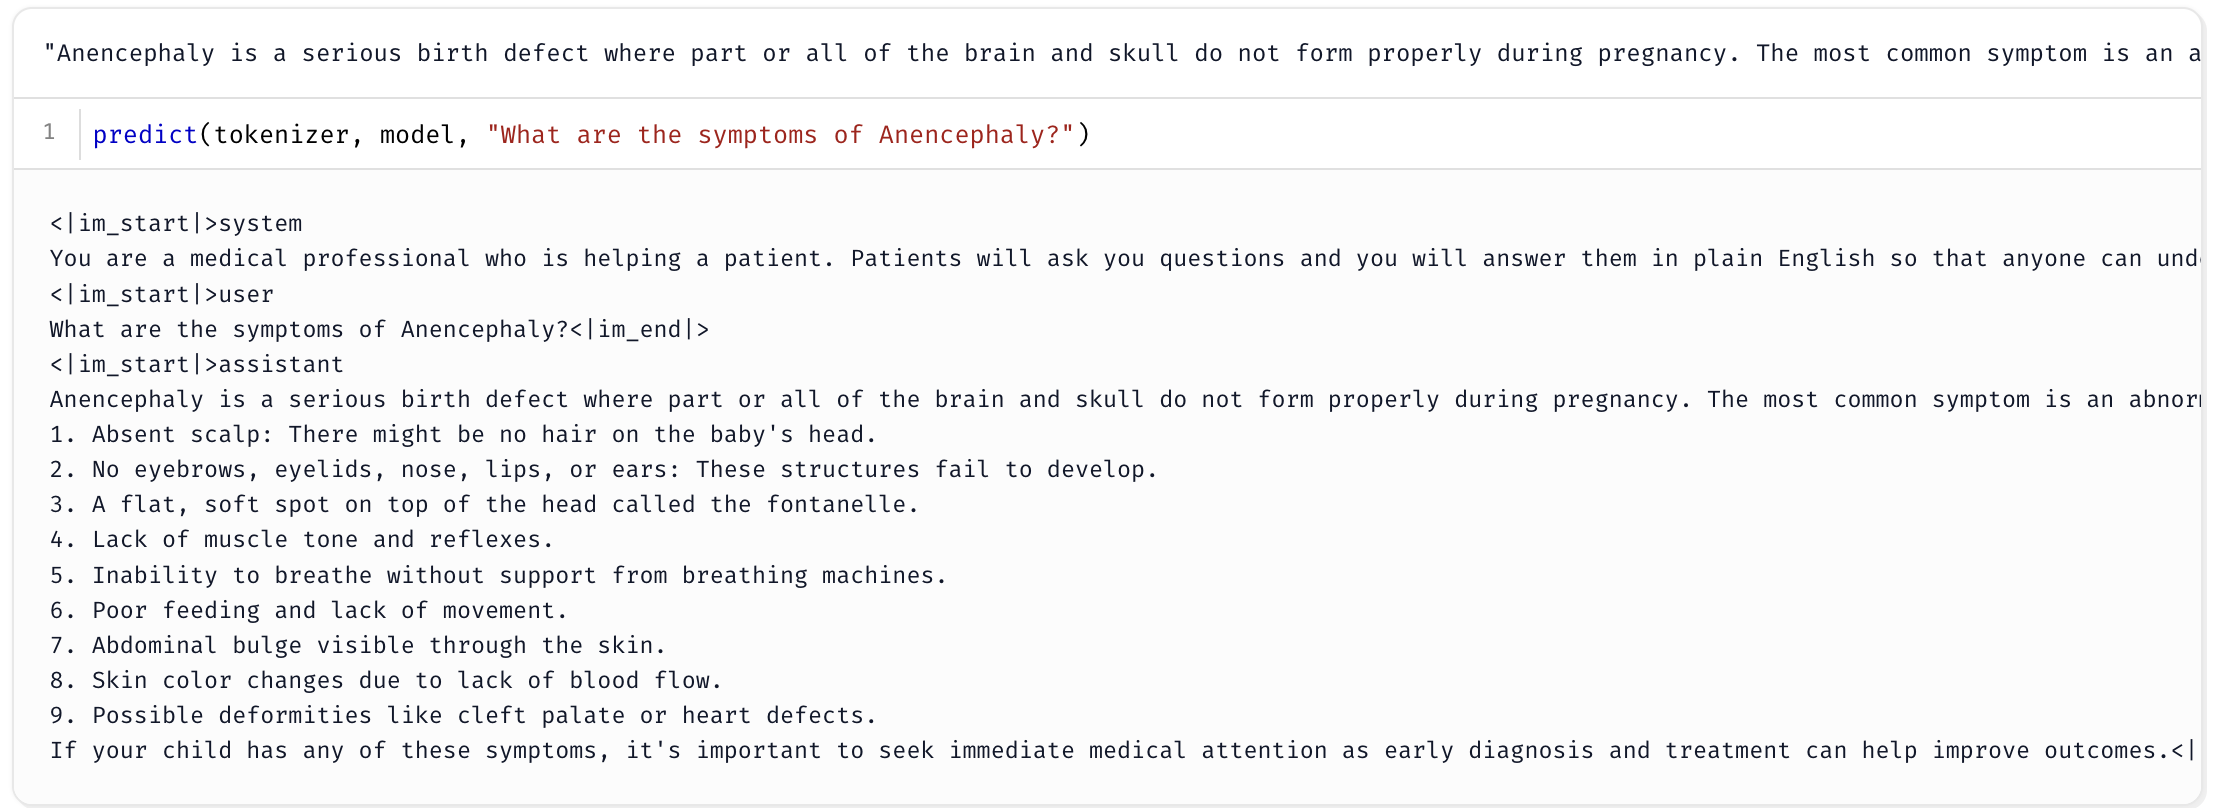 "Anencephaly is a serious birth defect where part or all of the brain and skull do not form properly during pregnancy. The most common symptom is an a
1 predict(tokenizer, model, "What are the symptoms of Anencephaly?")
<|im_start|>system
You are a medical professional who is helping a patient. Patients will ask you questions and you will answer them in plain English so that anyone can und
<|im_start|>user
What are the symptoms of Anencephaly?<|im_end|>
<|im_start|>assistant
Anencephaly is a serious birth defect where part or all of the brain and skull do not form properly during pregnancy. The most common symptom is an abnor
1. Absent scalp: There might be no hair on the baby's head.
2. No eyebrows, eyelids, nose, lips, or ears: These structures fail to develop.
3. A flat, soft spot on top of the head called the fontanelle.
4. Lack of muscle tone and reflexes.
5. Inability to breathe without support from breathing machines.
6. Poor feeding and lack of movement.
7. Abdominal bulge visible through the skin.
8. Skin color changes due to lack of blood flow.
9. Possible deformities like cleft palate or heart defects.
If your child has any of these symptoms, it's important to seek immediate medical attention as early diagnosis and treatment can help improve outcomes.<|